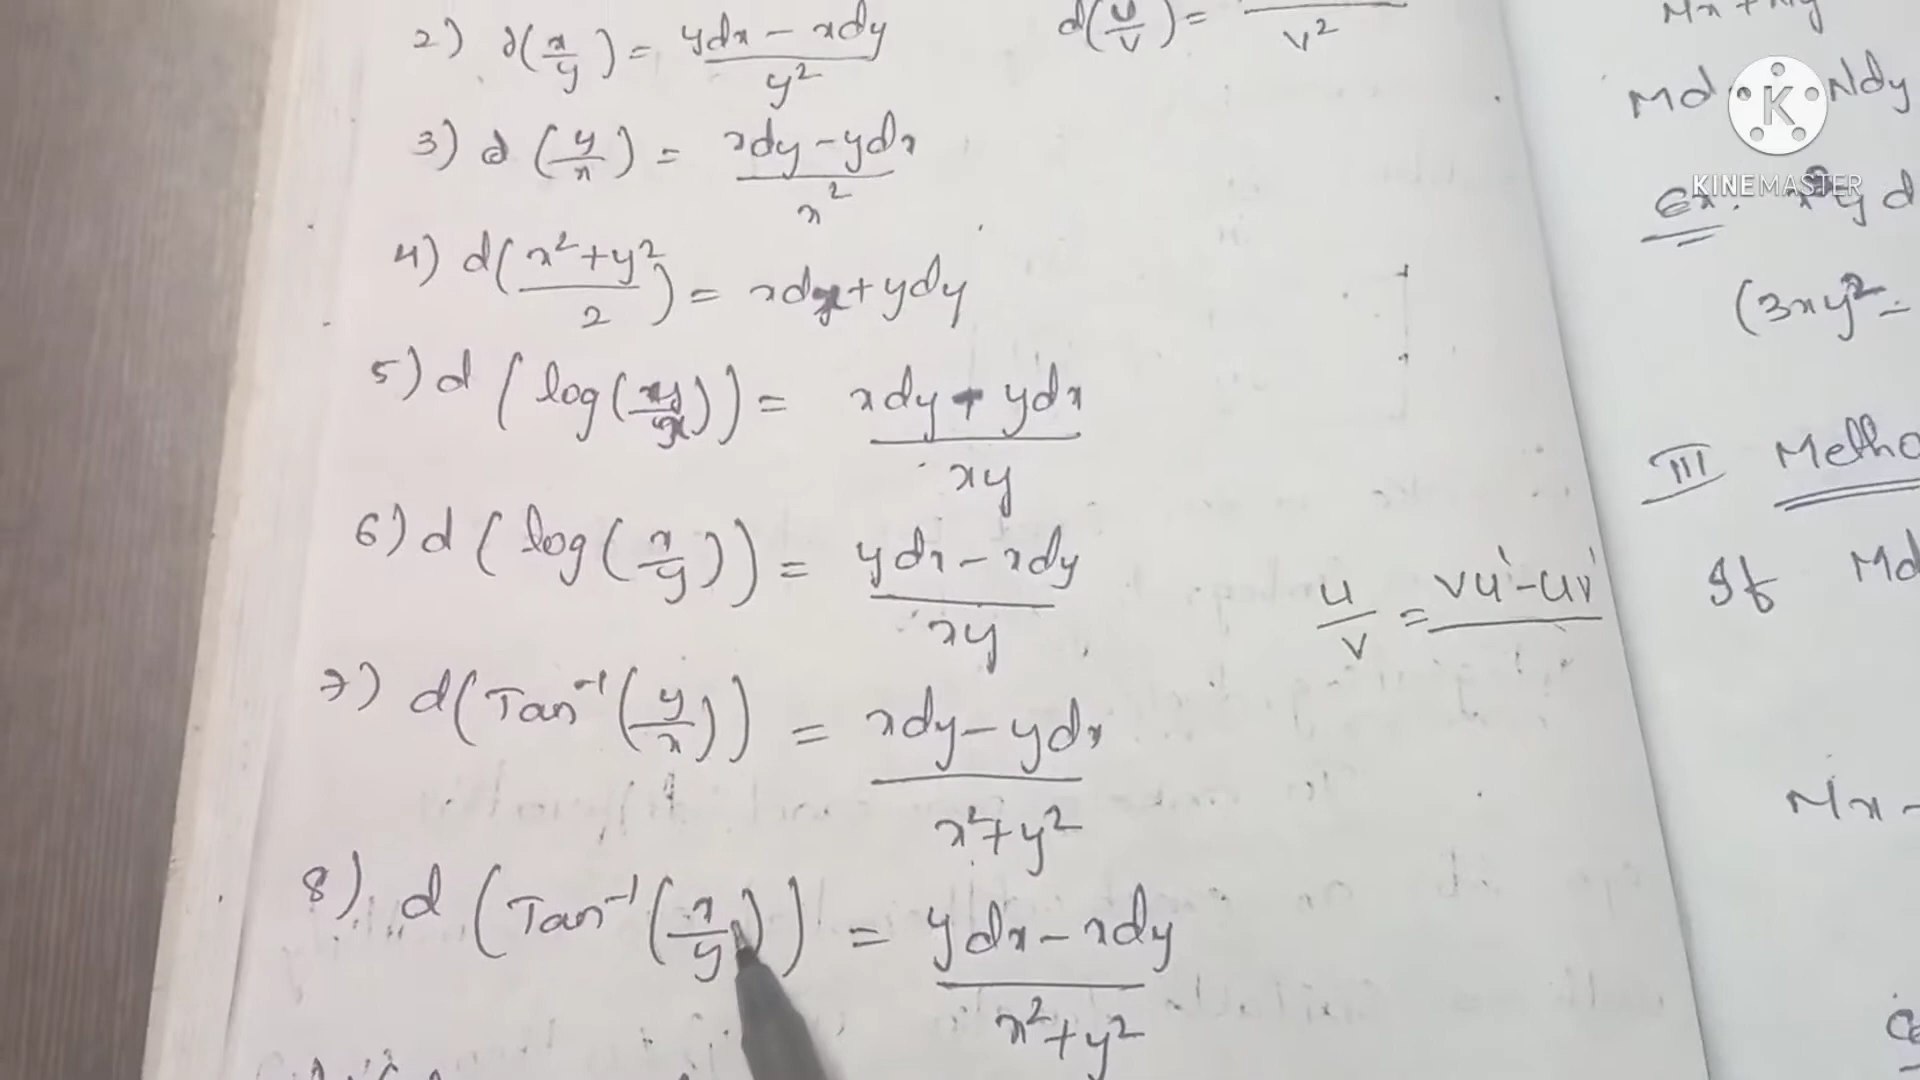 2) d(x/y) = ydx - xdy / y²
d(u/v) = / v²
3) d(y/x) = xdy - ydx / x²
4) d(x²+y²/2) = xdx + ydy
5) d(log(xy)) = xdy + ydx / xy
6) d(log(x/y)) = ydx - xdy / xy
u/v = vu' - uv'
7) d(Tan⁻¹(y/x)) = xdy - ydx / x²+y²
8) d(Tan⁻¹(x/y)) = ydx - xdy / x²+y²
Ndy
K
KINEMASTER
Ex:
(3xy² -
III
If Md
Mx -